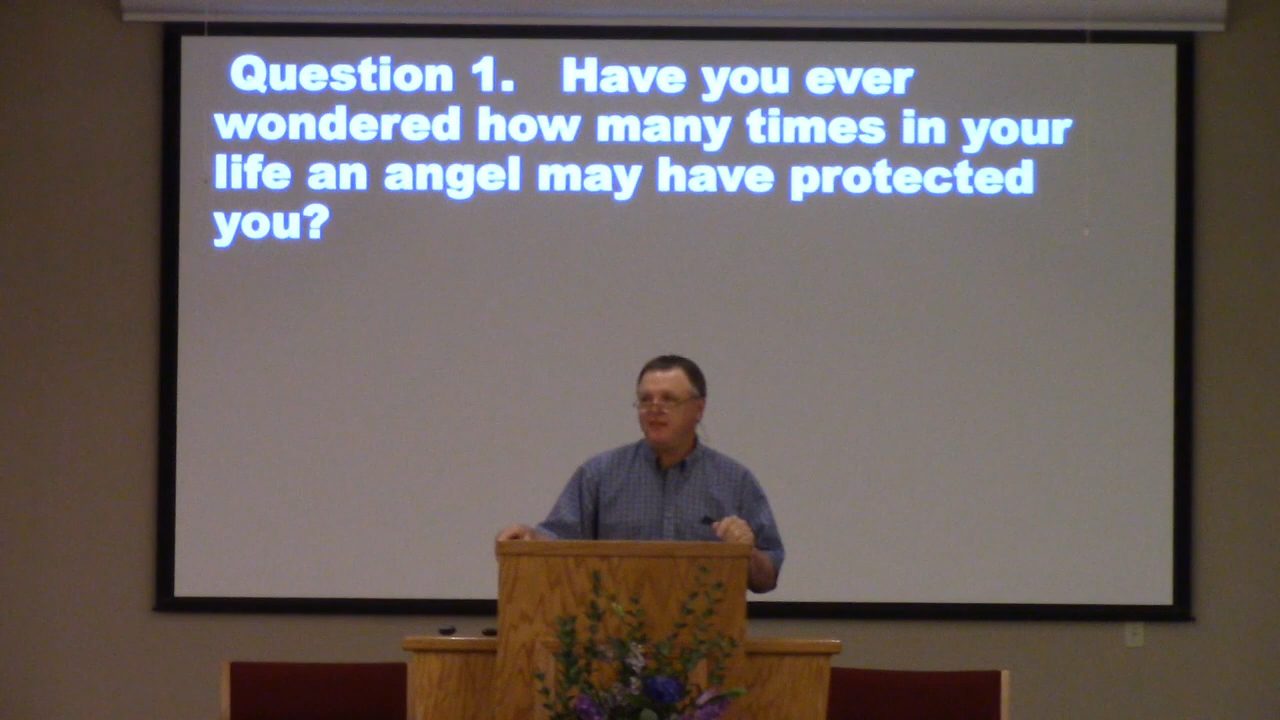 Question 1. Have you ever
wondered how many times in your
life an angel may have protected
you?